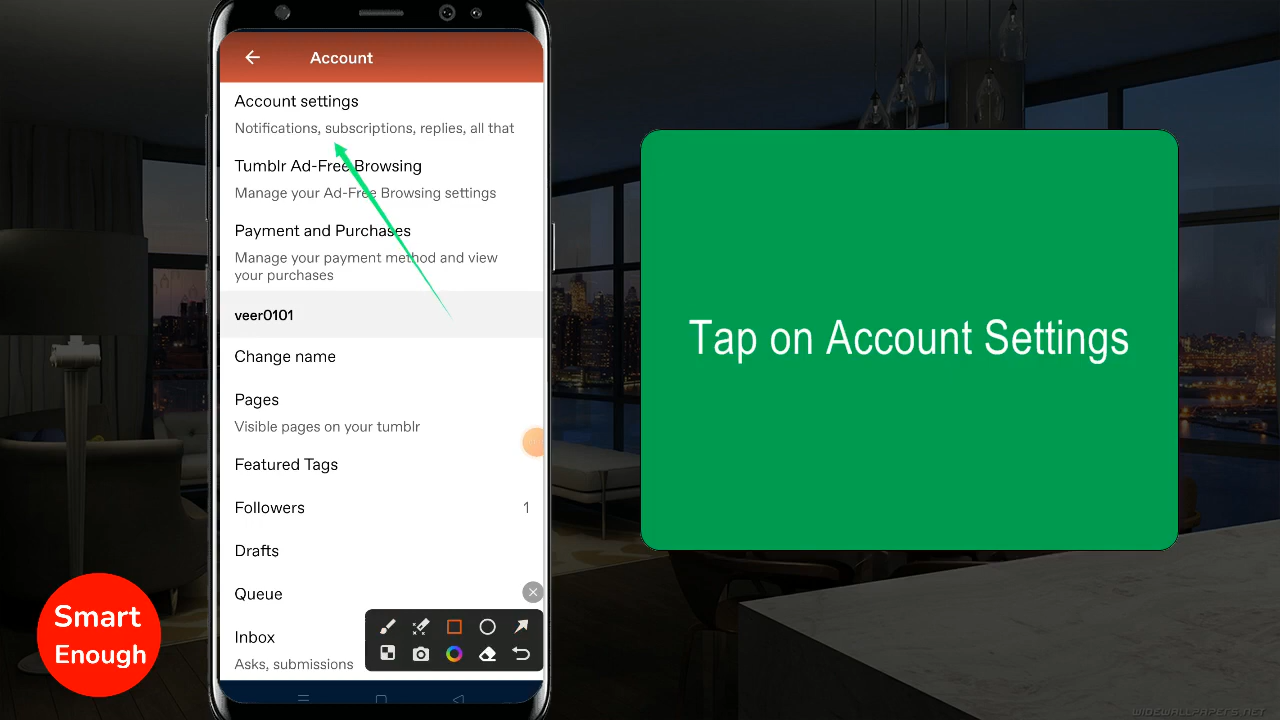 Account
Account settings
Notifications, subscriptions, replies, all that
Tumblr Ad-Free Browsing
Manage your Ad-Free Browsing settings
Payment and Purchases
Manage your payment method and view
your purchases
veer0101
Change name
Pages
Visible pages on your tumblr
Featured Tags
Followers 1
Drafts
Queue
Inbox
Asks, submissions
Tap on Account Settings
Smart
Enough
WIDEWALLPAPERS.NET